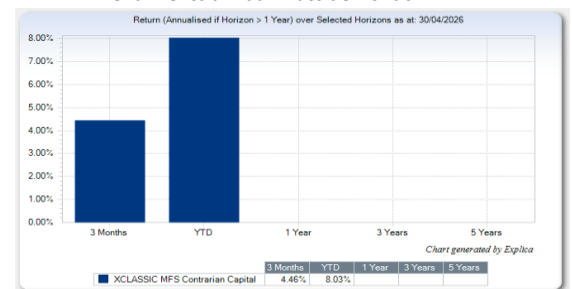 Return (Annualised if Horizon > 1 Year) over Selected Horizons as at: 30/04/2026
8.00%
7.00%
6.00%
5.00%
4.00%
3.00%
2.00%
1.00%
0.00%
3 Months YTD 1 Year 3 Years 5 Years
Chart generated by Explica
3 Months YTD 1 Year 3 Years 5 Years
XCLASSIC MFS Contrarian Capital 4.46% 8.03%